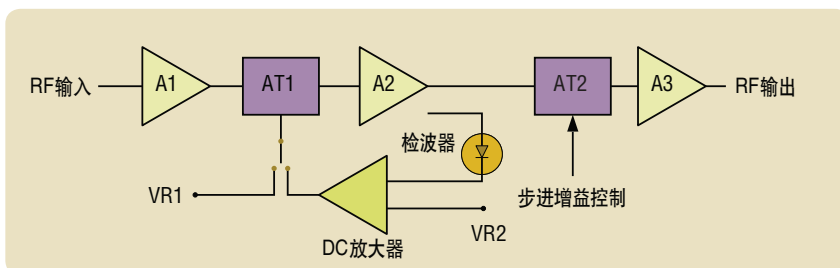 RF输入
A1
AT1
A2
AT2
A3
RF输出
检波器
VR1
步进增益控制
VR2
DC放大器